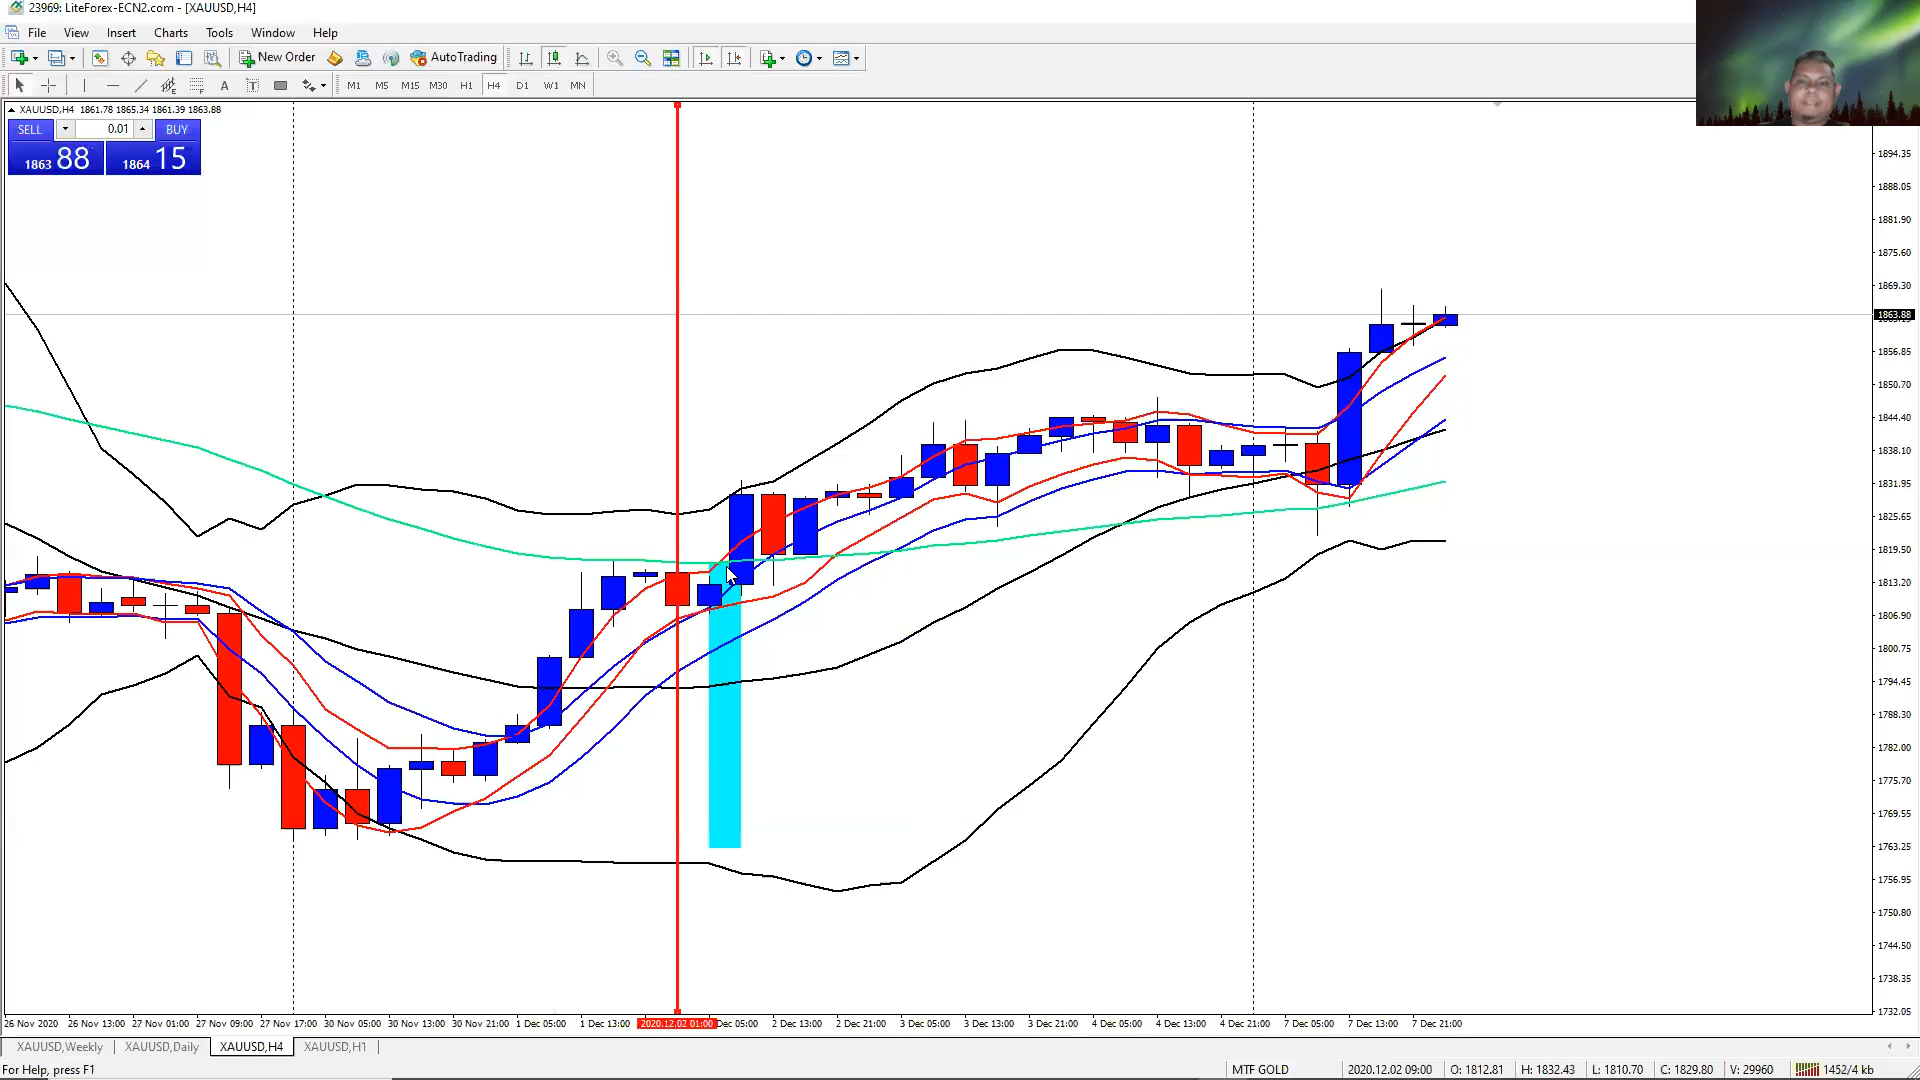 23969: LiteForex-ECN2.com - [XAUUSD,H4]
File View Insert Charts Tools Window Help
New Order AutoTrading
A T M1 M5 M15 M30 H1 H4 D1 W1 MN
XAUUSD,H4 1861.78 1865.34 1861.39 1863.88
SELL 0.01 BUY
1863 88 1864 15
1894.35
1888.05
1881.90
1875.60
1869.30
1863.88
1856.85
1850.70
1844.40
1838.10
1831.95
1825.65
1819.50
1813.20
1806.90
1800.75
1794.45
1788.30
1782.00
1775.70
1769.55
1763.25
1756.95
1750.80
1744.50
1738.35
1732.05
26 Nov 2020 26 Nov 13:00 27 Nov 01:00 27 Nov 09:00 27 Nov 17:00 30 Nov 05:00 30 Nov 13:00 30 Nov 21:00 1 Dec 05:00 1 Dec 13:00 2020.12.02 01:00 Dec 05:00 2 Dec 13:00 2 Dec 21:00 3 Dec 05:00 3 Dec 13:00 3 Dec 21:00 4 Dec 05:00 4 Dec 13:00 4 Dec 21:00 7 Dec 05:00 7 Dec 13:00 7 Dec 21:00
XAUUSD,Weekly XAUUSD,Daily XAUUSD,H4 XAUUSD,H1
For Help, press F1 MTF GOLD 2020.12.02 09:00 O: 1812.81 H: 1832.43 L: 1810.70 C: 1829.80 V: 29960 1452/4 kb